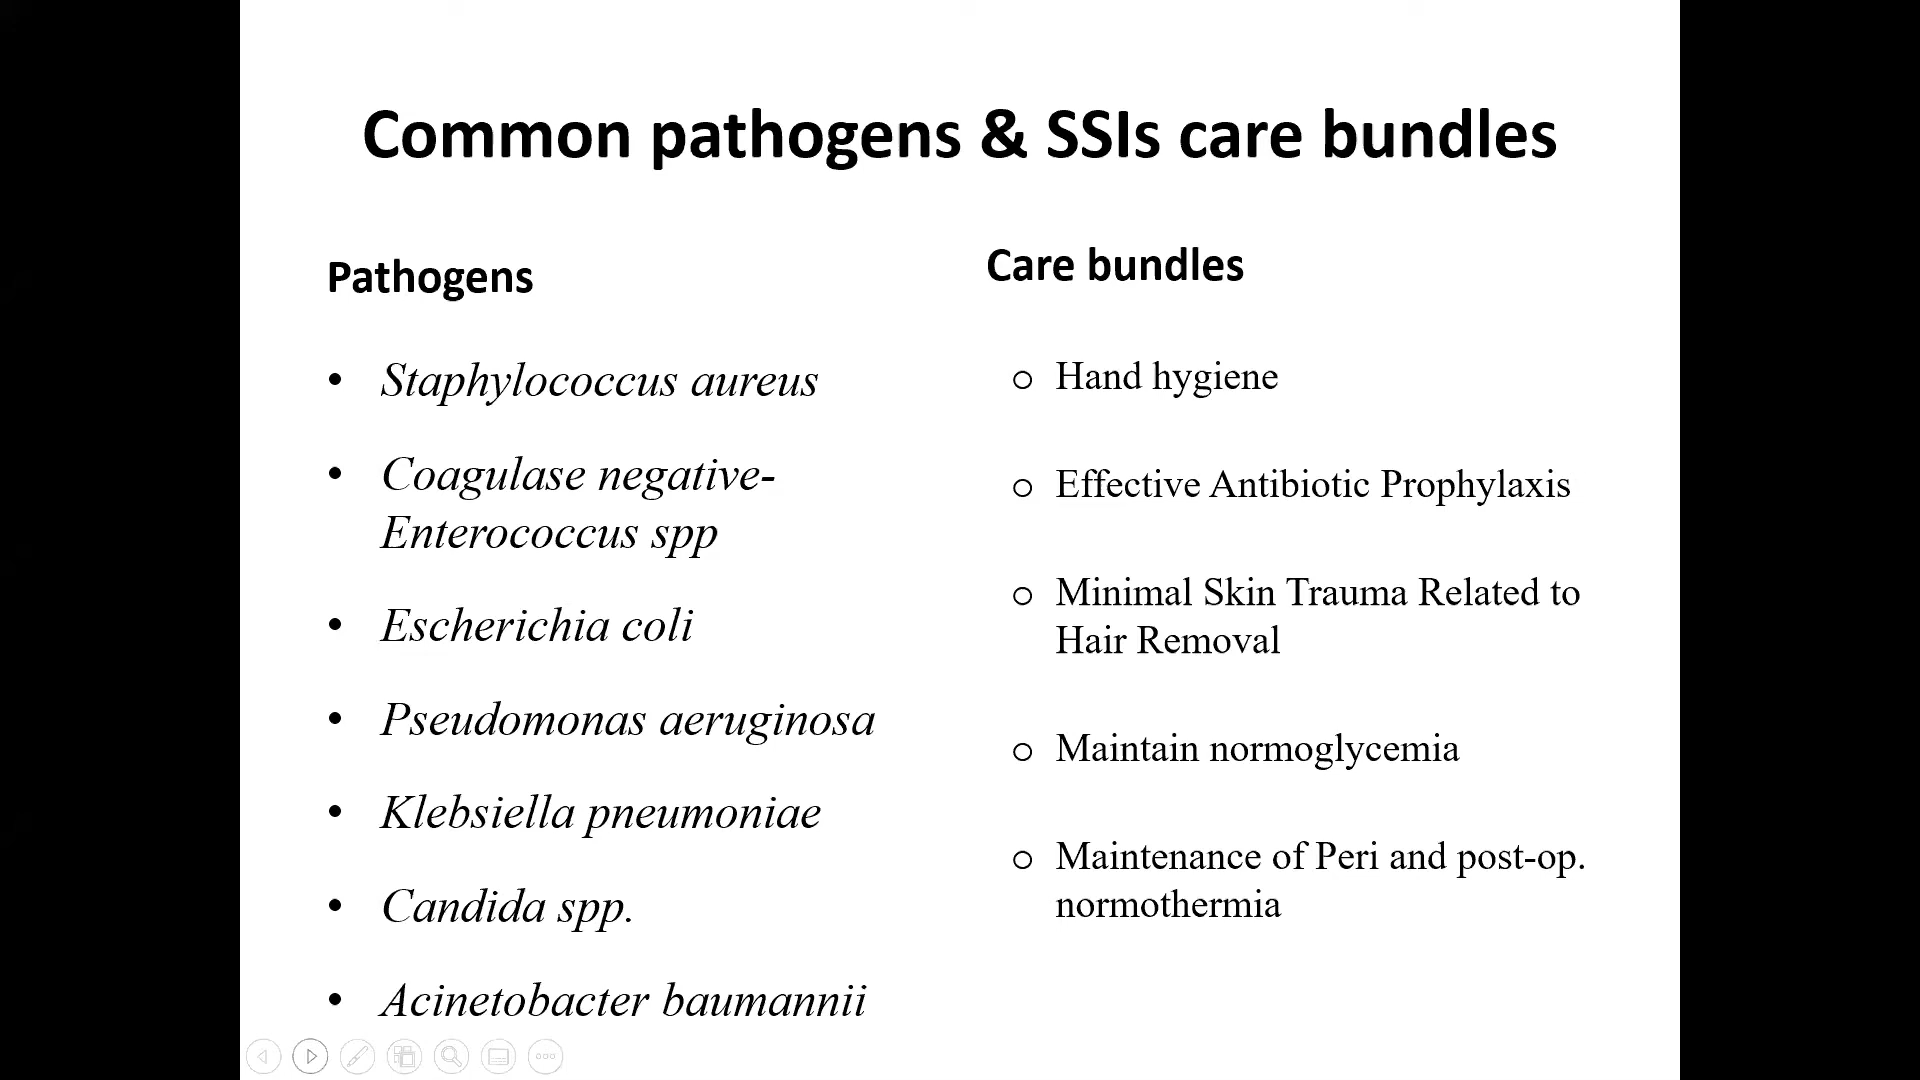 Common pathogens & SSIs care bundles
Pathogens
• Staphylococcus aureus
• Coagulase negative-
Enterococcus spp
• Escherichia coli
• Pseudomonas aeruginosa
• Klebsiella pneumoniae
• Candida spp.
• Acinetobacter baumannii
Care bundles
o Hand hygiene
o Effective Antibiotic Prophylaxis
o Minimal Skin Trauma Related to
Hair Removal
o Maintain normoglycemia
o Maintenance of Peri and post-op.
normothermia